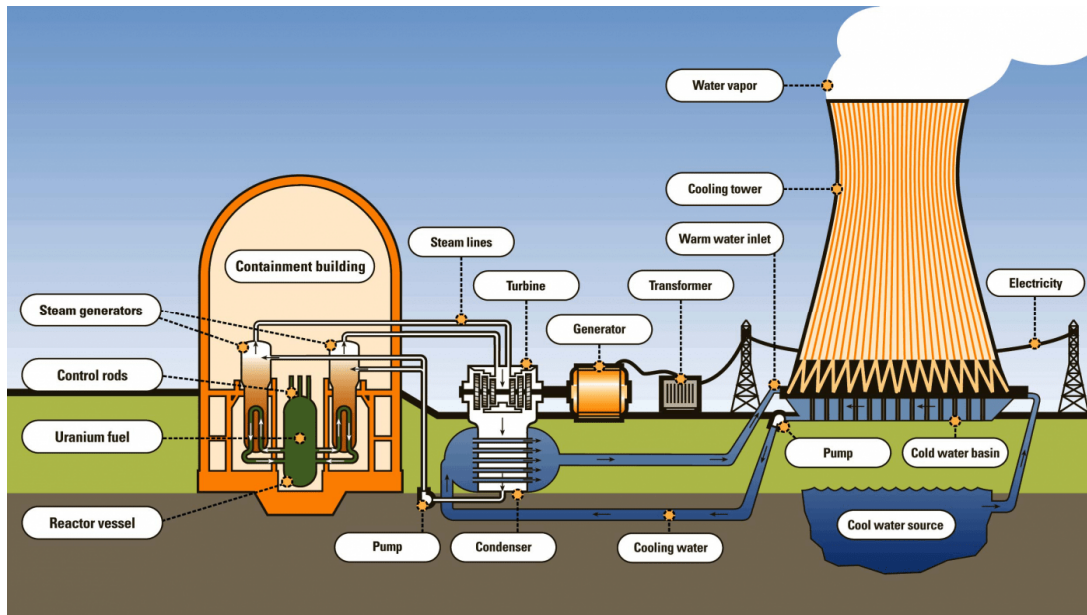 Water vapor
Cooling tower
Steam lines
Warm water inlet
Containment building
Turbine
Transformer
Electricity
Steam generators
Generator
Control rods
Uranium fuel
Pump
Cold water basin
Reactor vessel
Cool water source
Pump
Condenser
Cooling water